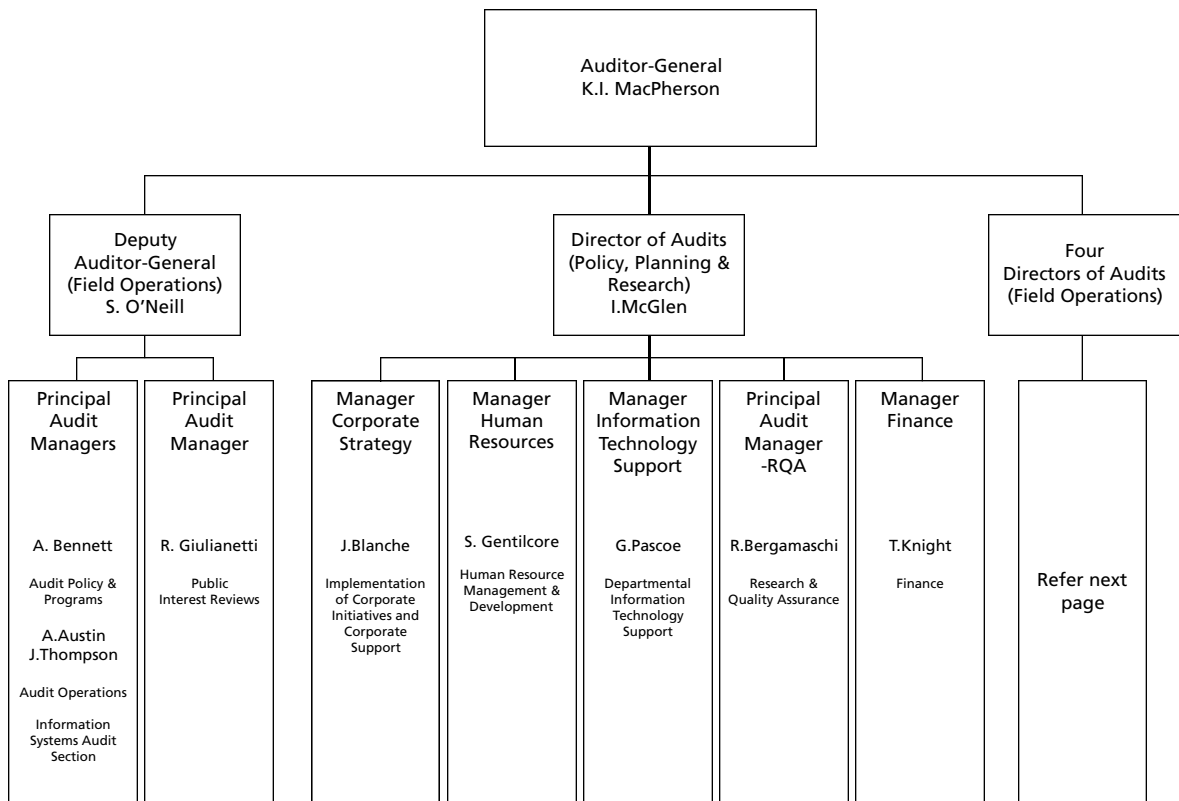 Auditor-General
K.I. MacPherson
Deputy
Auditor-General
(Field Operations)
S. O’Neill
Director of Audits
(Policy, Planning &
Research)
I.McGlen
Four
Directors of Audits
(Field Operations)
Principal
Audit
Managers
A. Bennett
Audit Policy &
Programs
A.Austin
J.Thompson
Audit Operations
Information
Systems Audit
Section
Principal
Audit
Manager
R. Giulianetti
Public
Interest Reviews
Manager
Corporate
Strategy
J.Blanche
Implementation
of Corporate
Initiatives and
Corporate
Support
Manager
Human
Resources
S. Gentilcore
Human Resource
Management &
Development
Manager
Information
Technology
Support
G.Pascoe
Departmental
Information
Technology
Support
Principal
Audit
Manager
-RQA
R.Bergamaschi
Research &
Quality Assurance
Manager
Finance
T.Knight
Finance
Refer next
page